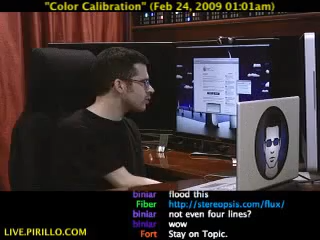 "Color Calibration" (Feb 24, 2009 01:01am)
biniar flood this
Fiber http://stereopsis.com/flux/
biniar not even four lines?
biniar wow
LIVE.PIRILLO.COM Fort Stay on Topic.